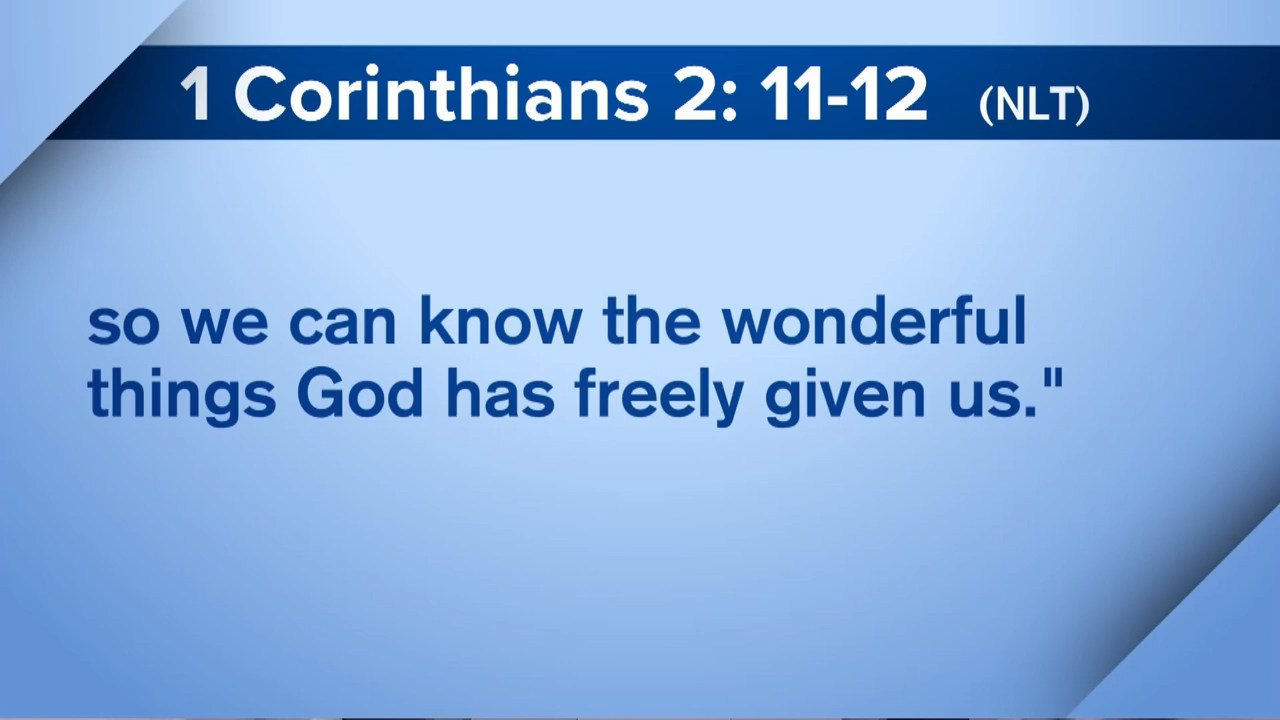 1 Corinthians 2: 11-12 (NLT)
so we can know the wonderful
things God has freely given us."